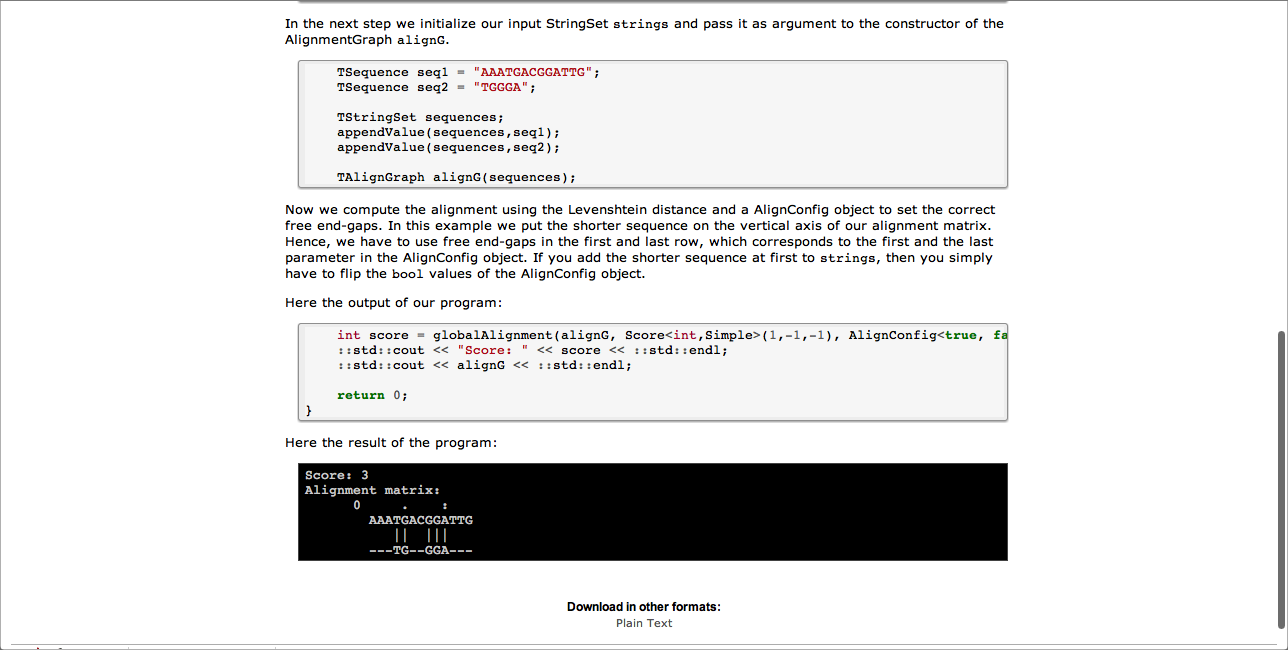 In the next step we initialize our input StringSet strings and pass it as argument to the constructor of the
AlignmentGraph alignG.
TSequence seq1 = "AAATGACGGATTG";
TSequence seq2 = "TGGGA";
TStringSet sequences;
appendValue(sequences,seq1);
appendValue(sequences,seq2);
TAlignGraph alignG(sequences);
Now we compute the alignment using the Levenshtein distance and a AlignConfig object to set the correct
free end-gaps. In this example we put the shorter sequence on the vertical axis of our alignment matrix.
Hence, we have to use free end-gaps in the first and last row, which corresponds to the first and the last
parameter in the AlignConfig object. If you add the shorter sequence at first to strings, then you simply
have to flip the bool values of the AlignConfig object.
Here the output of our program:
int score = globalAlignment(alignG, Score<int,Simple>(1,-1,-1), AlignConfig<true, fa
::std::cout << "Score: " << score << ::std::endl;
::std::cout << alignG << ::std::endl;
return 0;
}
Here the result of the program:
Score: 3
Alignment matrix:
0     .    :
AAATGACGGATTG
||  |||
---TG--GGA---
Download in other formats:
Plain Text